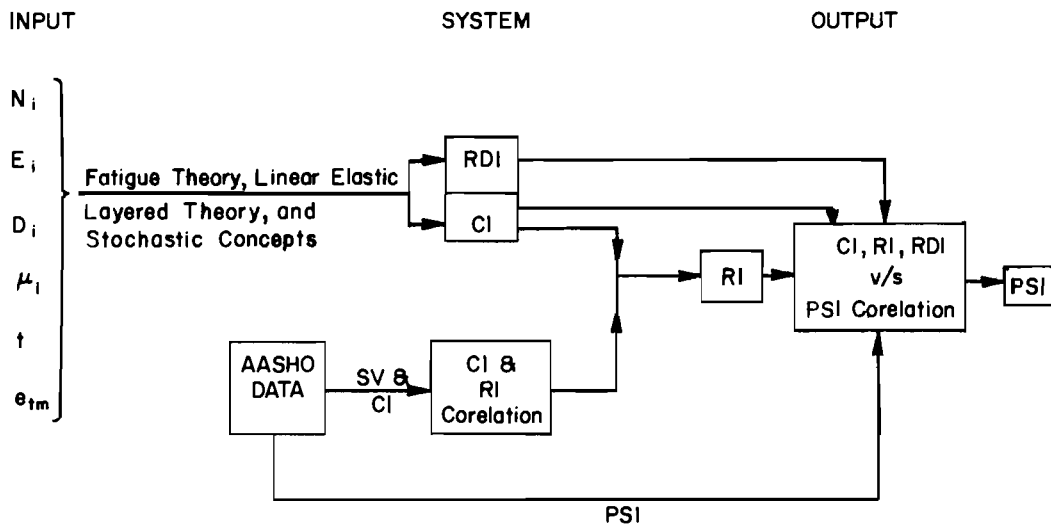 INPUT
SYSTEM
OUTPUT
Ni
Ei
Di
μi
t
etm
Fatigue Theory, Linear Elastic
Layered Theory, and
Stochastic Concepts
RDI
CI
AASHO
DATA
SV &
CI
CI &
RI
Corelation
RI
CI, RI, RDI
v/s
PSI Corelation
PSI
PSI